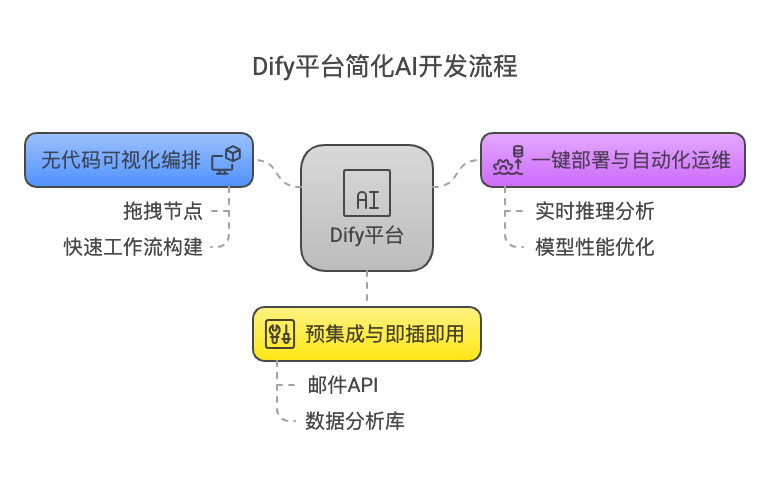 Dify平台简化AI开发流程
无代码可视化编排
拖拽节点
快速工作流构建
AI
Dify平台
一键部署与自动化运维
实时推理分析
模型性能优化
预集成与即插即用
邮件API
数据分析库